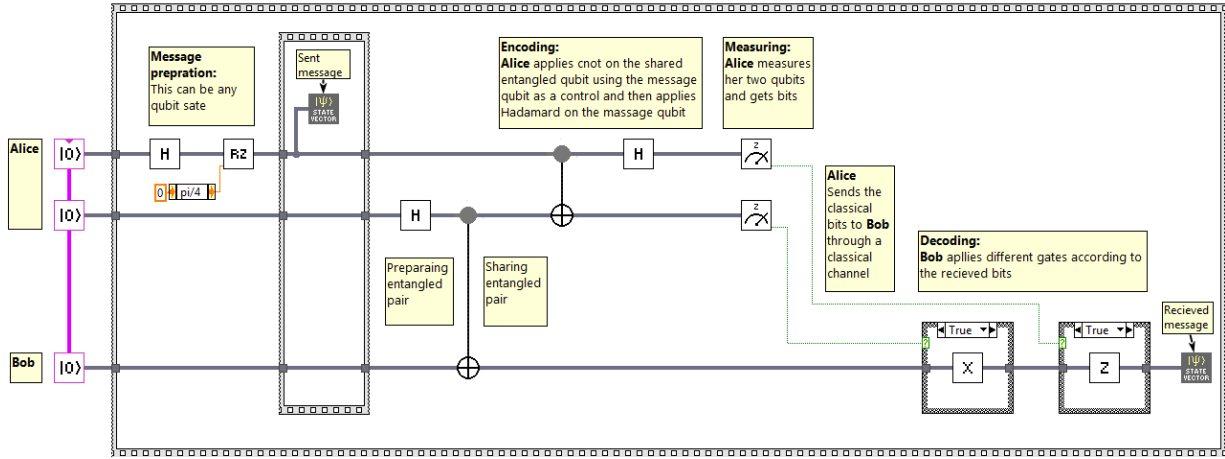 Message
prepration:
This can be any
qubit sate
Sent
message
|Ψ⟩
STATE
VECTOR
Encoding:
Alice applies cnot on the shared
entangled qubit using the message
qubit as a control and then applies
Hadamard on the massage qubit
Measuring:
Alice measures
her two qubits
and gets bits
Alice
|0⟩
H
RZ
H
Z
0
pi/4
|0⟩
H
Z
Alice
Sends the
classical
bits to Bob
through a
classical
channel
Preparaing
entangled
pair
Sharing
entangled
pair
Decoding:
Bob apllies different gates according to
the recieved bits
Recieved
message
True
True
?
?
Bob
|0⟩
X
Z
|Ψ⟩
STATE
VECTOR